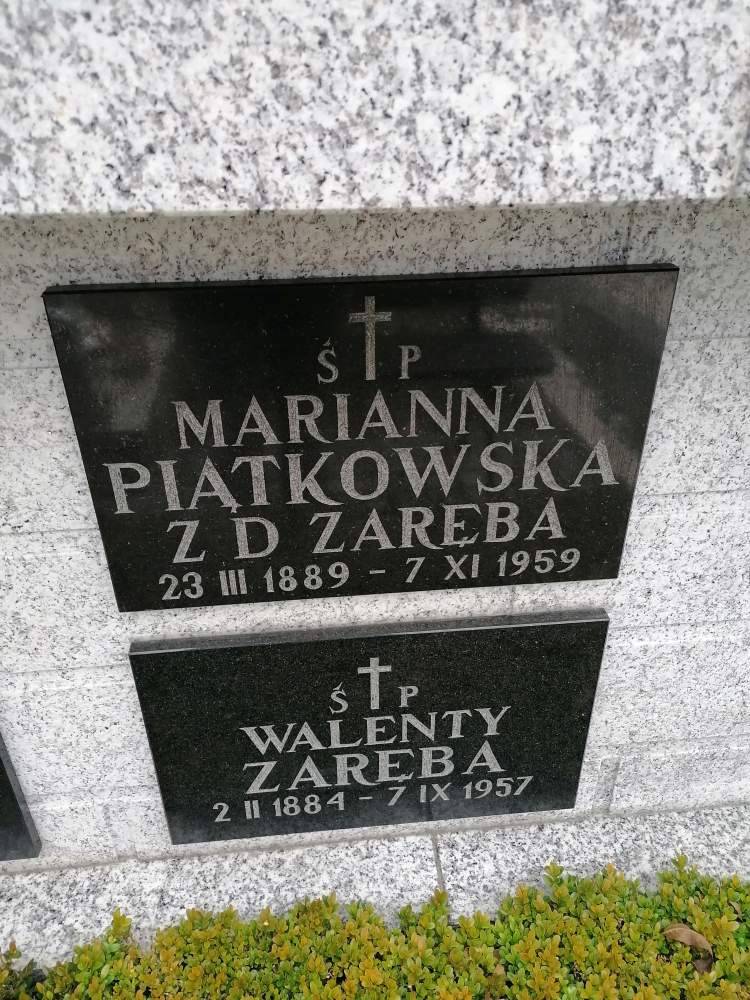 Ś P
MARIANNA
PIĄTKOWSKA
Z D ZARĘBA
23 III 1889 - 7 XI 1959
Ś P
WALENTY
ZARĘBA
2 II 1884 - 7 IX 1957